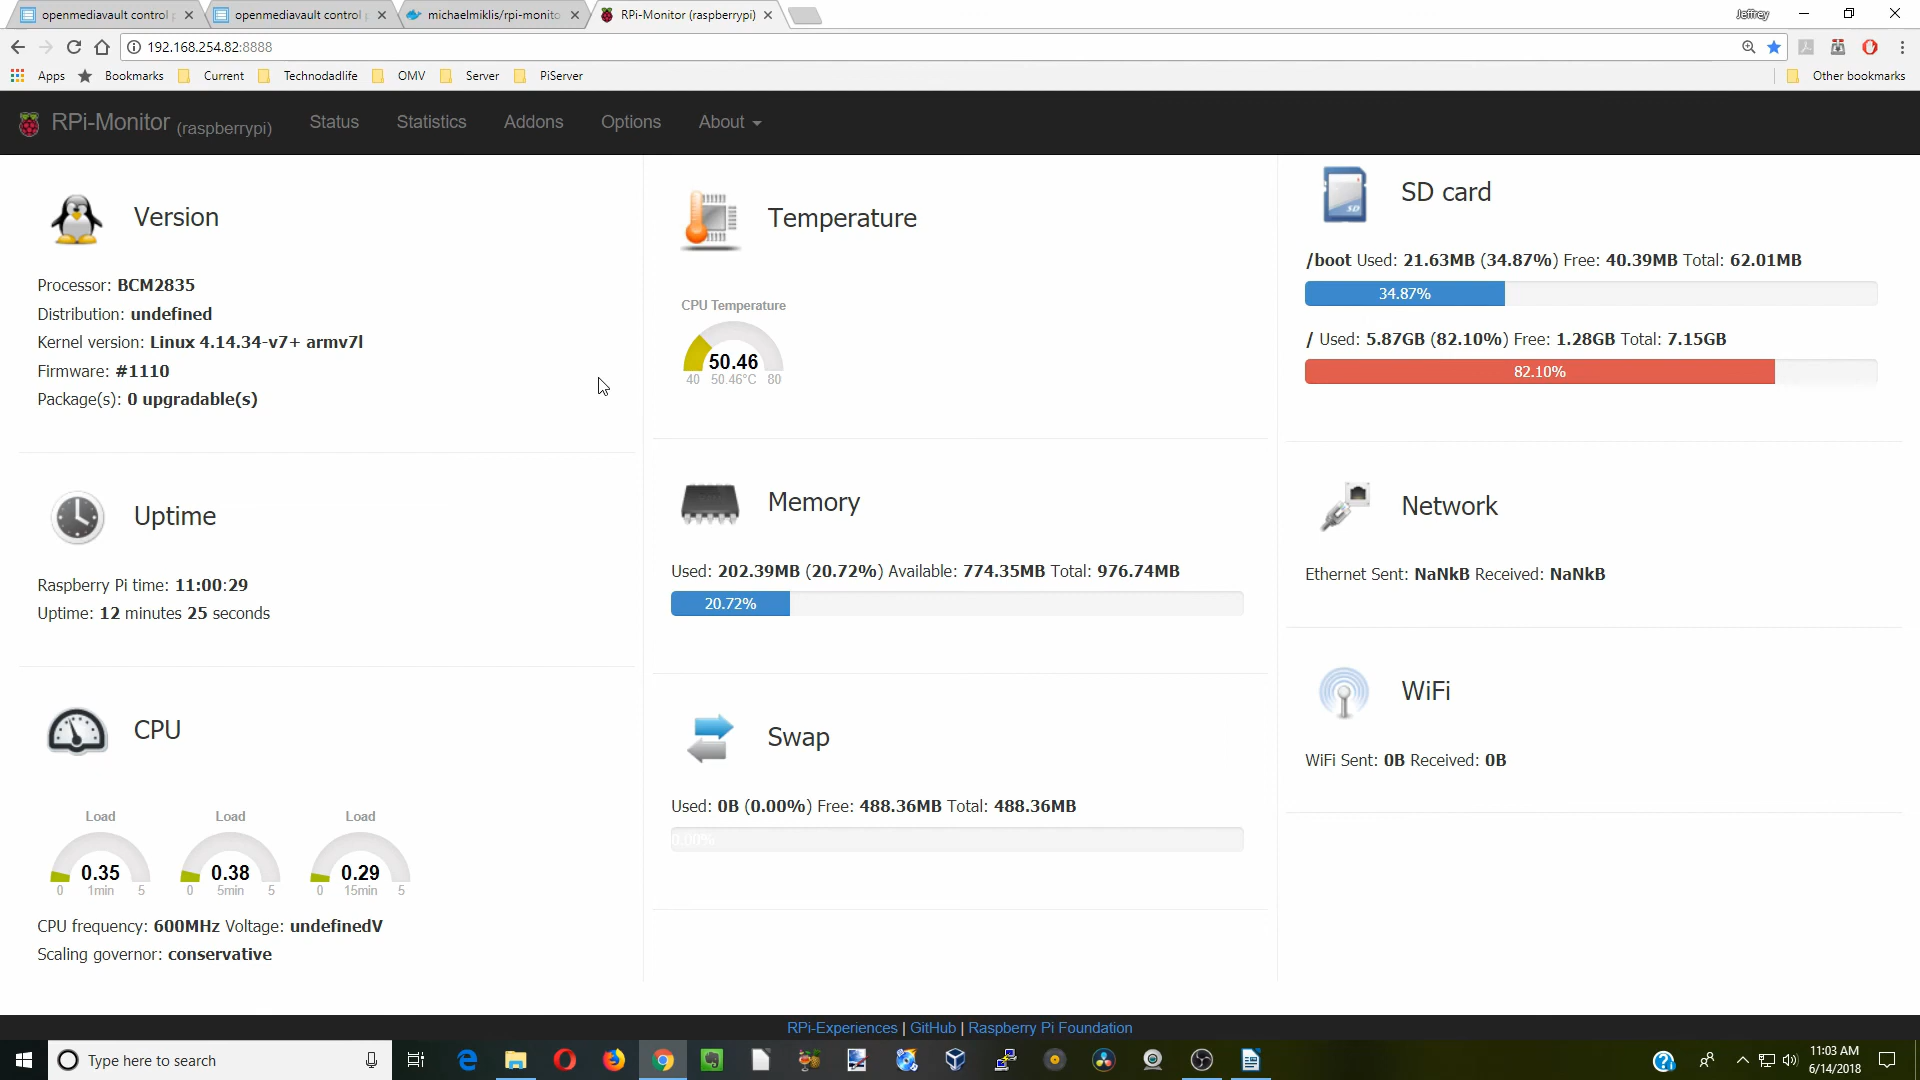 openmediavault control p
openmediavault control p
michaelmiklis/rpi-monito
RPi-Monitor (raspberrypi)
Jeffrey
192.168.254.82:8888
Apps
Bookmarks
Current
Technodadlife
OMV
Server
PiServer
Other bookmarks
RPi-Monitor (raspberrypi)
Status
Statistics
Addons
Options
About
Version
Processor: BCM2835
Distribution: undefined
Kernel version: Linux 4.14.34-v7+ armv7l
Firmware: #1110
Package(s): 0 upgradable(s)
Uptime
Raspberry Pi time: 11:00:29
Uptime: 12 minutes 25 seconds
CPU
Load
0.35
0 1min 5
Load
0.38
0 5min 5
Load
0.29
0 15min 5
CPU frequency: 600MHz Voltage: undefinedV
Scaling governor: conservative
Temperature
CPU Temperature
50.46
40 50.46°C 80
Memory
Used: 202.39MB (20.72%) Available: 774.35MB Total: 976.74MB
20.72%
Swap
Used: 0B (0.00%) Free: 488.36MB Total: 488.36MB
0.00%
SD card
SD
/boot Used: 21.63MB (34.87%) Free: 40.39MB Total: 62.01MB
34.87%
/ Used: 5.87GB (82.10%) Free: 1.28GB Total: 7.15GB
82.10%
Network
Ethernet Sent: NaNkB Received: NaNkB
WiFi
WiFi Sent: 0B Received: 0B
RPi-Experiences | GitHub | Raspberry Pi Foundation
Type here to search
11:03 AM
6/14/2018